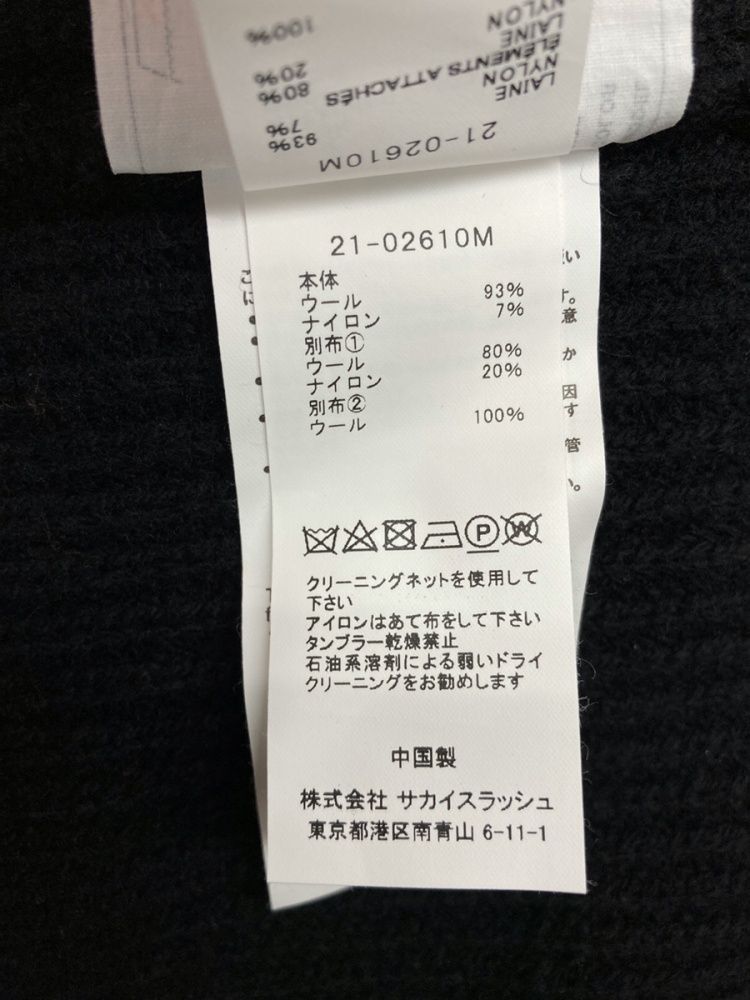 100%
NYLON
LAINE
ÉLÉMENTS ATTACHÉS
20%
NYLON
80%
LAINE
7%
93%
21-02610M
21-02610M
本体
ウール 93%
ナイロン 7%
別布①
ウール 80%
ナイロン 20%
別布②
ウール 100%
P
W
クリーニングネットを使用して
下さい
アイロンはあて布をして下さい
タンブラー乾燥禁止
石油系溶剤による弱いドライ
クリーニングをお勧めします
中国製
株式会社 サカイスラッシュ
東京都港区南青山 6-11-1